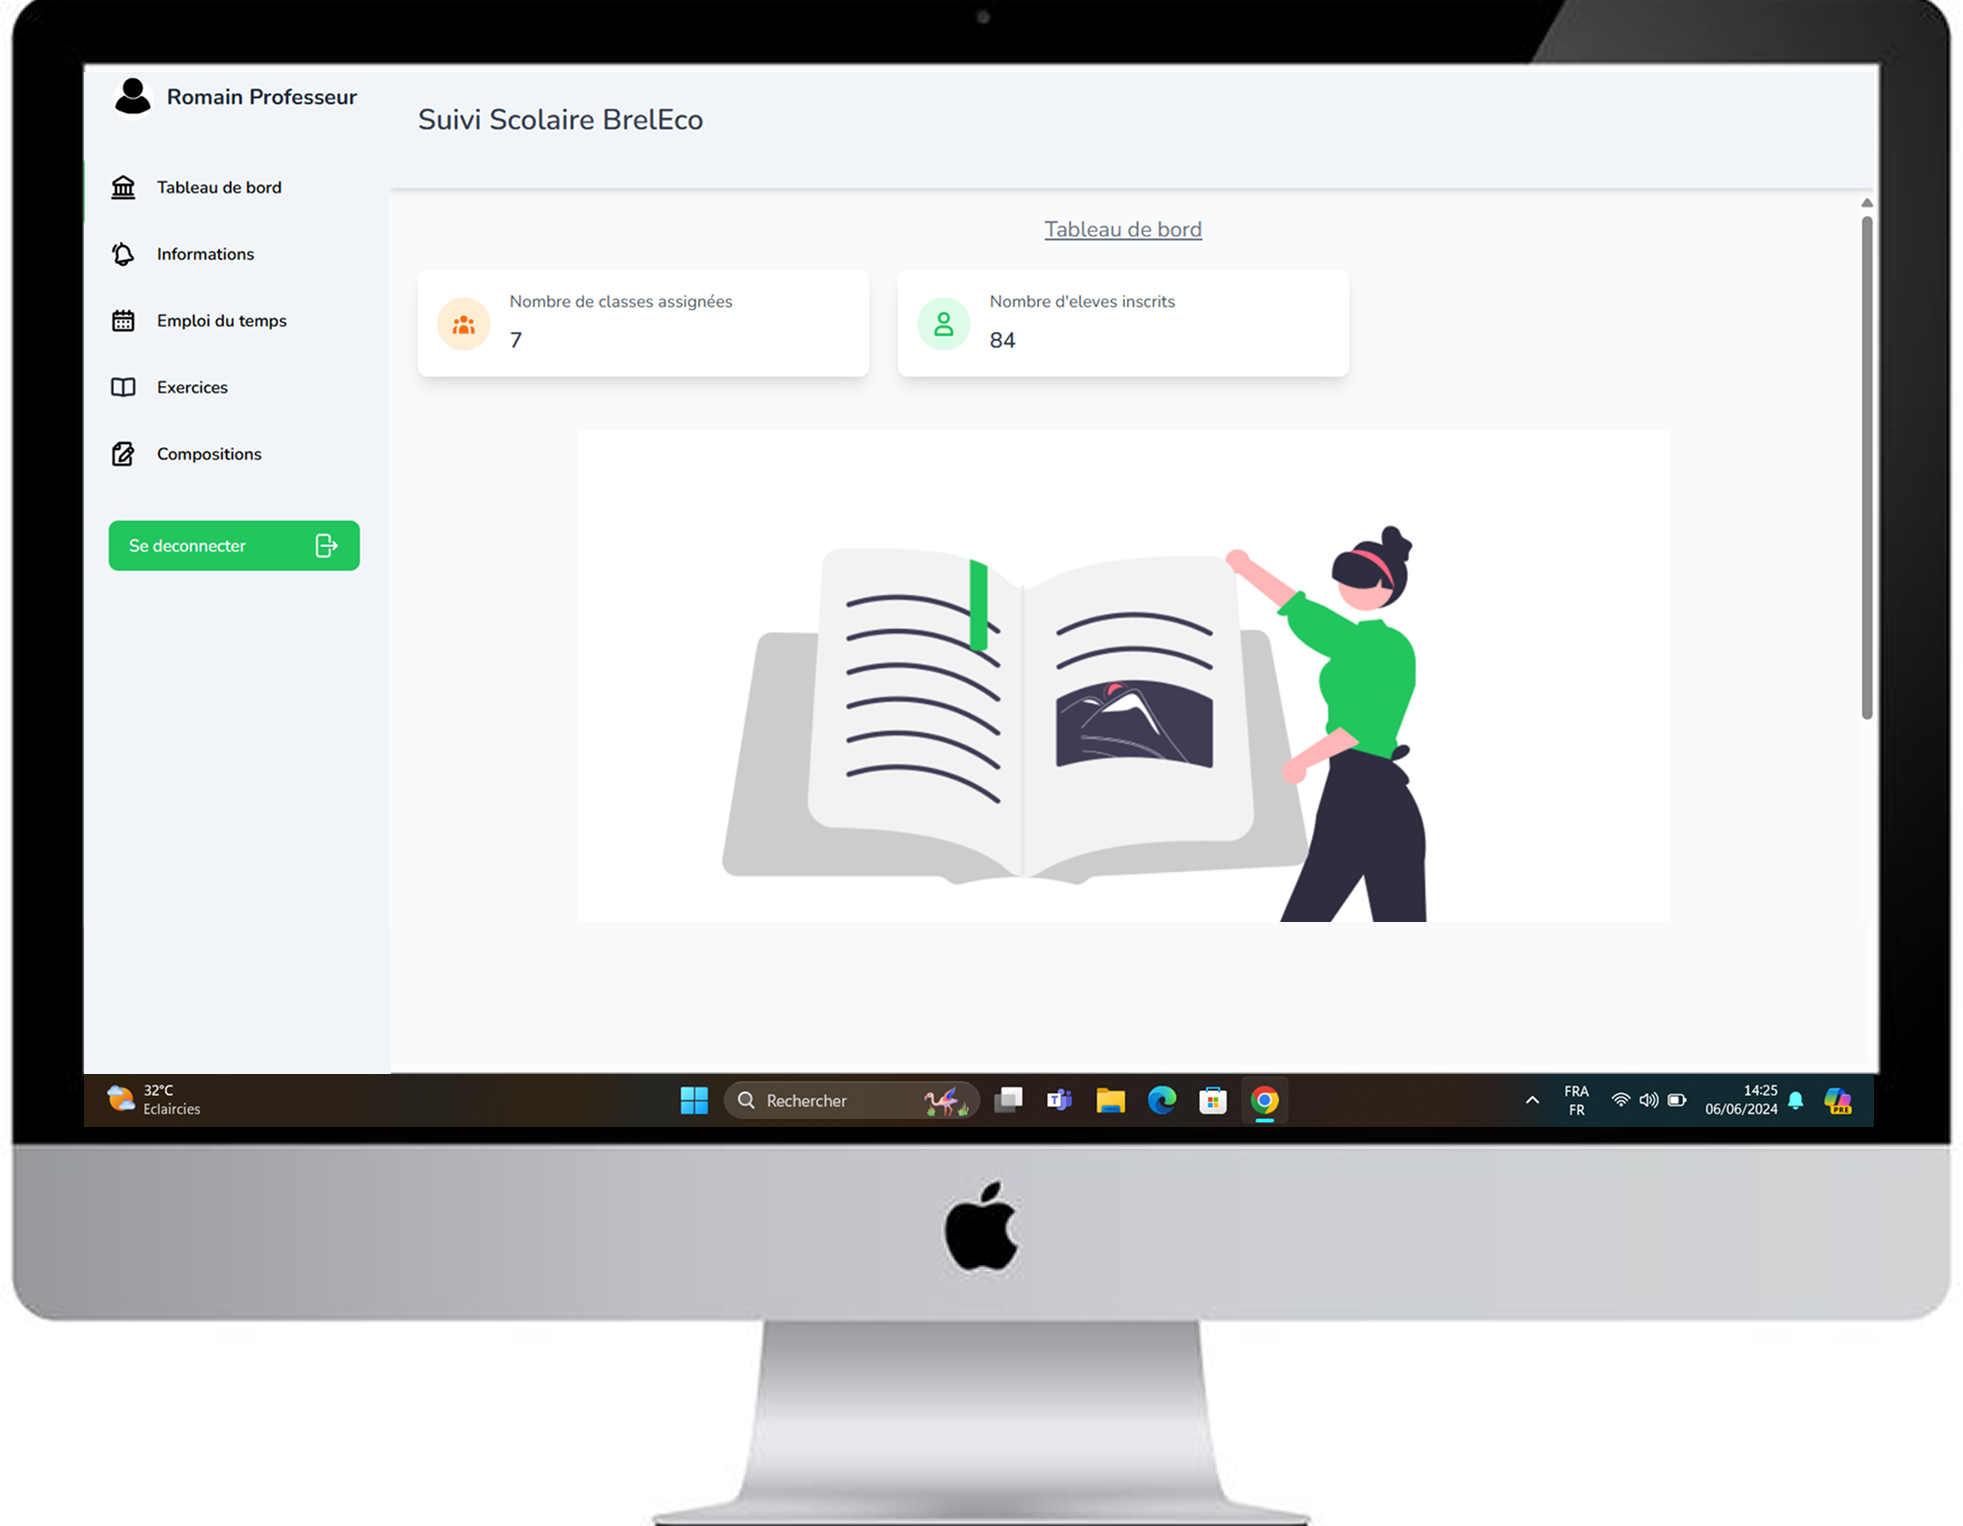 Romain Professeur
Suivi Scolaire BrelEco
Tableau de bord
Informations
Emploi du temps
Exercices
Compositions
Se deconnecter
Tableau de bord
Nombre de classes assignées
7
Nombre d'eleves inscrits
84
32°C
Eclaircies
Rechercher
FRA
FR
14:25
06/06/2024
PRE